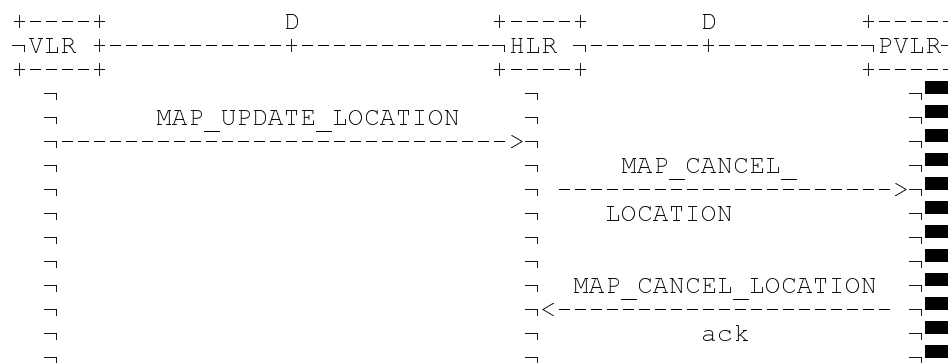 D D
VLR HLR PVLR
MAP_UPDATE_LOCATION
MAP_CANCEL_
LOCATION
MAP_CANCEL_LOCATION
ack